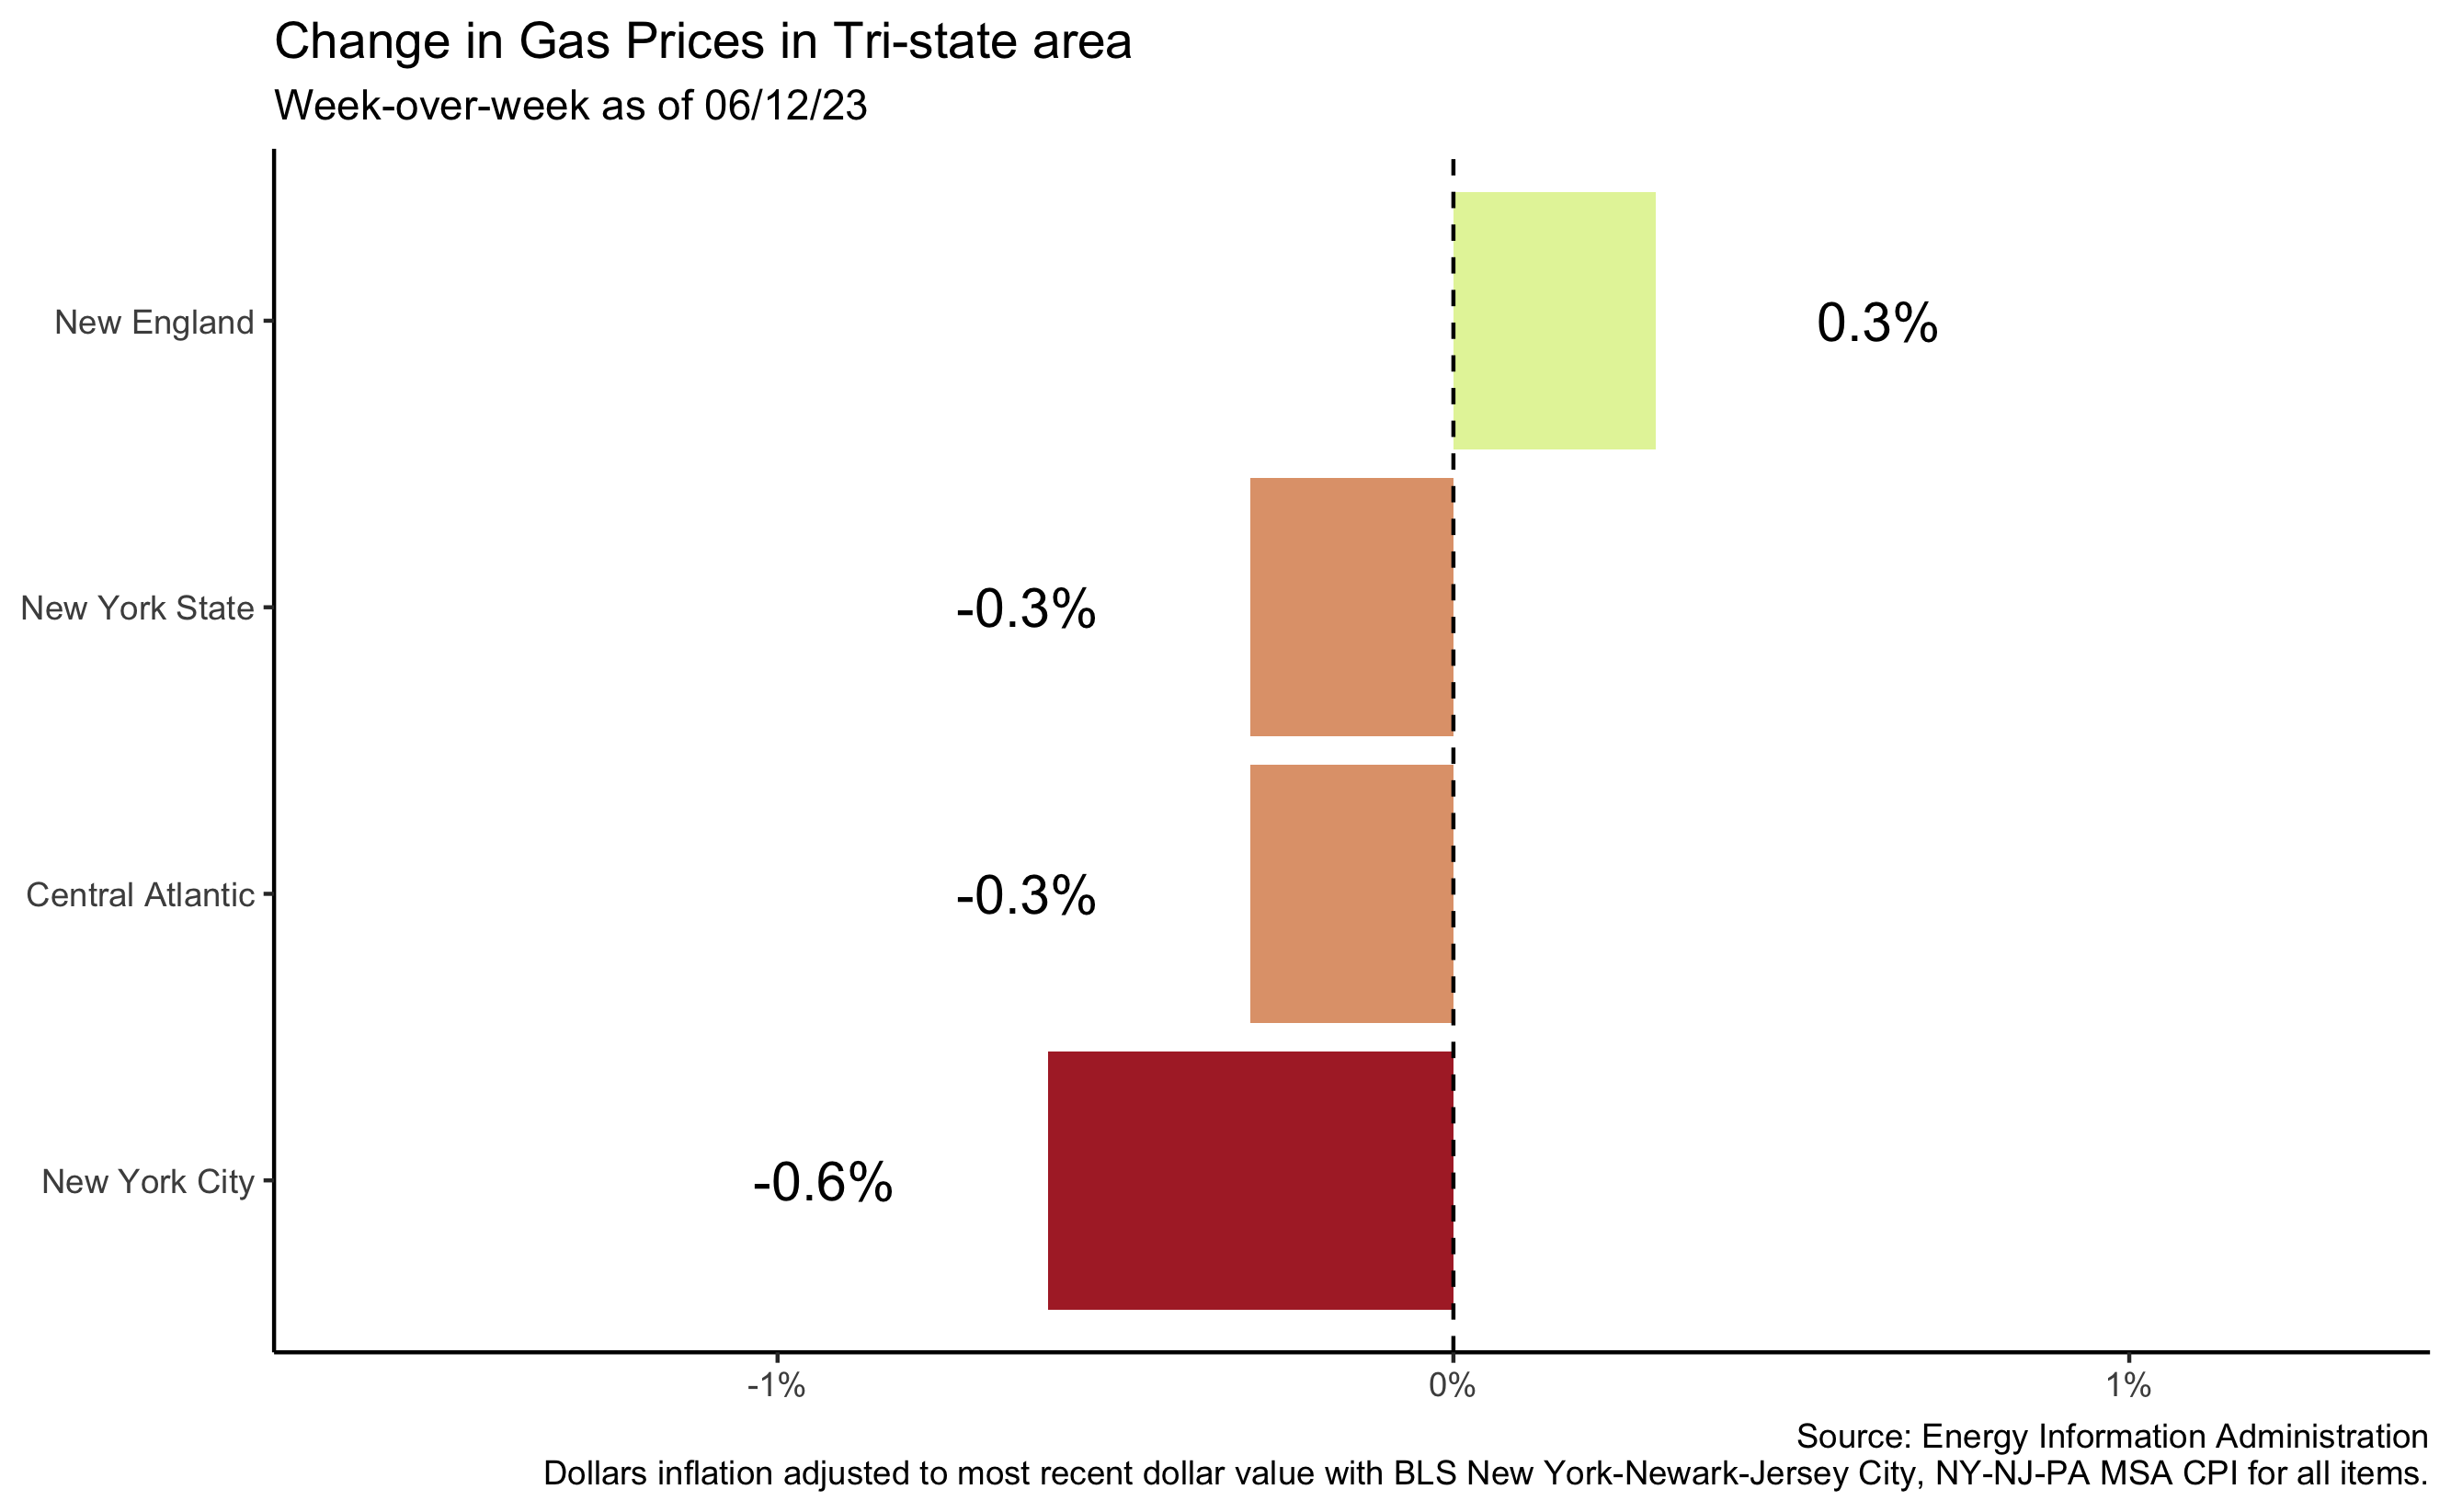 Change in Gas Prices in Tri-state area
Week-over-week as of 06/12/23
New England
0.3%
New York State
-0.3%
Central Atlantic
-0.3%
New York City
-0.6%
-1%
0%
1%
Source: Energy Information Administration
Dollars inflation adjusted to most recent dollar value with BLS New York-Newark-Jersey City, NY-NJ-PA MSA CPI for all items.